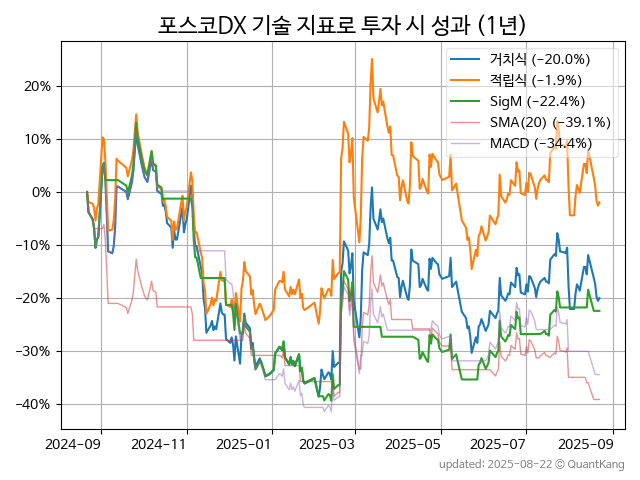 포스코DX 기술 지표로 투자 시 성과 (1년)
거치식 (−20.0%)
적립식 (−1.9%)
SigM (−22.4%)
SMA(20) (−39.1%)
MACD (−34.4%)
20%
10%
0%
−10%
−20%
−30%
−40%
2024−09
2024−11
2025−01
2025−03
2025−05
2025−07
2025−09
updated: 2025-08-22 © QuantKang